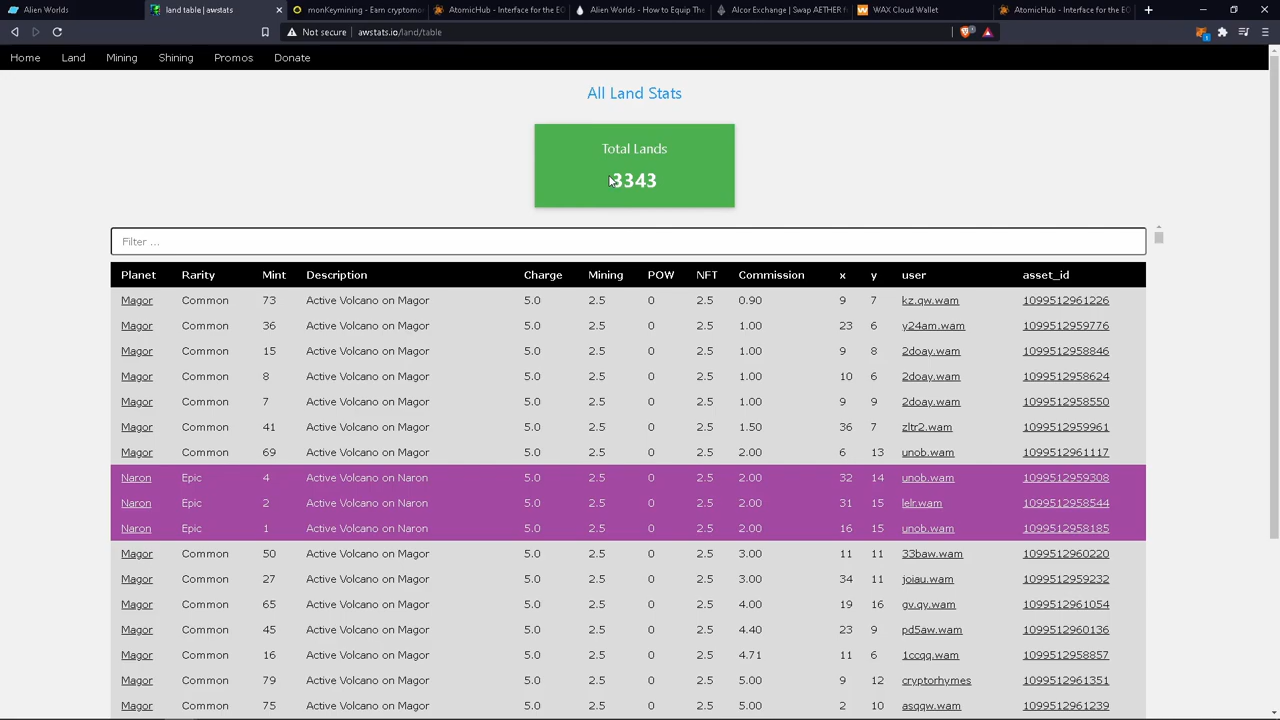 Alien Worlds
land table | awstats
monKeymining - Earn cryptom
AtomicHub - Interface for the EO
Alien Worlds - How to Equip The
Alcor Exchange | Swap AETHER f
WAX Cloud Wallet
AtomicHub - Interface for the EO
Not secure | awstats.io/land/table
Home Land Mining Shining Promos Donate
All Land Stats
Total Lands
3343
Filter ...
Planet Rarity Mint Description Charge Mining POW NFT Commission x y user asset_id
Magor Common 73 Active Volcano on Magor 5.0 2.5 0 2.5 0.90 9 7 kz.qw.wam 1099512961226
Magor Common 36 Active Volcano on Magor 5.0 2.5 0 2.5 1.00 23 6 y24am.wam 1099512959776
Magor Common 15 Active Volcano on Magor 5.0 2.5 0 2.5 1.00 9 8 2doay.wam 1099512958846
Magor Common 8 Active Volcano on Magor 5.0 2.5 0 2.5 1.00 10 6 2doay.wam 1099512958624
Magor Common 7 Active Volcano on Magor 5.0 2.5 0 2.5 1.00 9 9 2doay.wam 1099512958550
Magor Common 41 Active Volcano on Magor 5.0 2.5 0 2.5 1.50 36 7 zltr2.wam 1099512959961
Magor Common 69 Active Volcano on Magor 5.0 2.5 0 2.5 2.00 6 13 unob.wam 1099512961117
Naron Epic 4 Active Volcano on Naron 5.0 2.5 0 2.5 2.00 32 14 unob.wam 1099512959308
Naron Epic 2 Active Volcano on Naron 5.0 2.5 0 2.5 2.00 31 15 lelr.wam 1099512958544
Naron Epic 1 Active Volcano on Naron 5.0 2.5 0 2.5 2.00 16 15 unob.wam 1099512958185
Magor Common 50 Active Volcano on Magor 5.0 2.5 0 2.5 3.00 11 11 33baw.wam 1099512960220
Magor Common 27 Active Volcano on Magor 5.0 2.5 0 2.5 3.00 34 11 joiau.wam 1099512959232
Magor Common 65 Active Volcano on Magor 5.0 2.5 0 2.5 4.00 19 16 gv.qy.wam 1099512961054
Magor Common 45 Active Volcano on Magor 5.0 2.5 0 2.5 4.40 23 9 pd5aw.wam 1099512960136
Magor Common 16 Active Volcano on Magor 5.0 2.5 0 2.5 4.71 11 6 1ccqq.wam 1099512958857
Magor Common 79 Active Volcano on Magor 5.0 2.5 0 2.5 5.00 9 12 cryptorhymes 1099512961351
Magor Common 75 Active Volcano on Magor 5.0 2.5 0 2.5 5.00 2 10 asqqw.wam 1099512961239